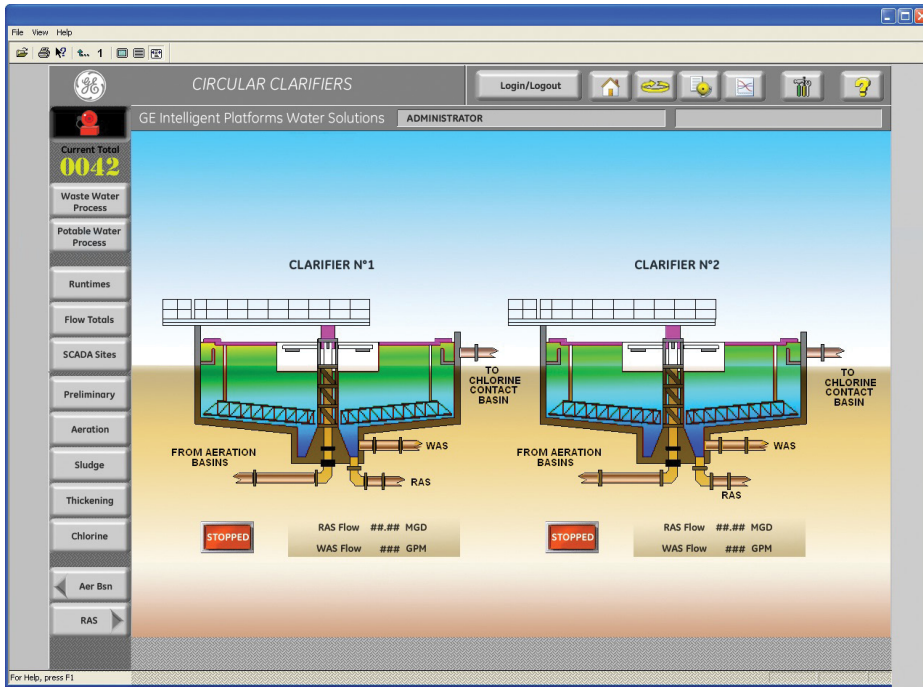 File View Help
1
CIRCULAR CLARIFIERS
Login/Logout
GE Intelligent Platforms Water Solutions
ADMINISTRATOR
Current Total
0042
Waste Water
Process
Potable Water
Process
Runtimes
Flow Totals
SCADA Sites
Preliminary
Aeration
Sludge
Thickening
Chlorine
Aer Bsn
RAS
CLARIFIER N°1
TO
CHLORINE
CONTACT
BASIN
FROM AERATION
BASINS
WAS
RAS
STOPPED
RAS Flow ##.## MGD
WAS Flow ### GPM
CLARIFIER N°2
TO
CHLORINE
CONTACT
BASIN
FROM AERATION
BASINS
WAS
RAS
STOPPED
RAS Flow ##.## MGD
WAS Flow ### GPM
For Help, press F1